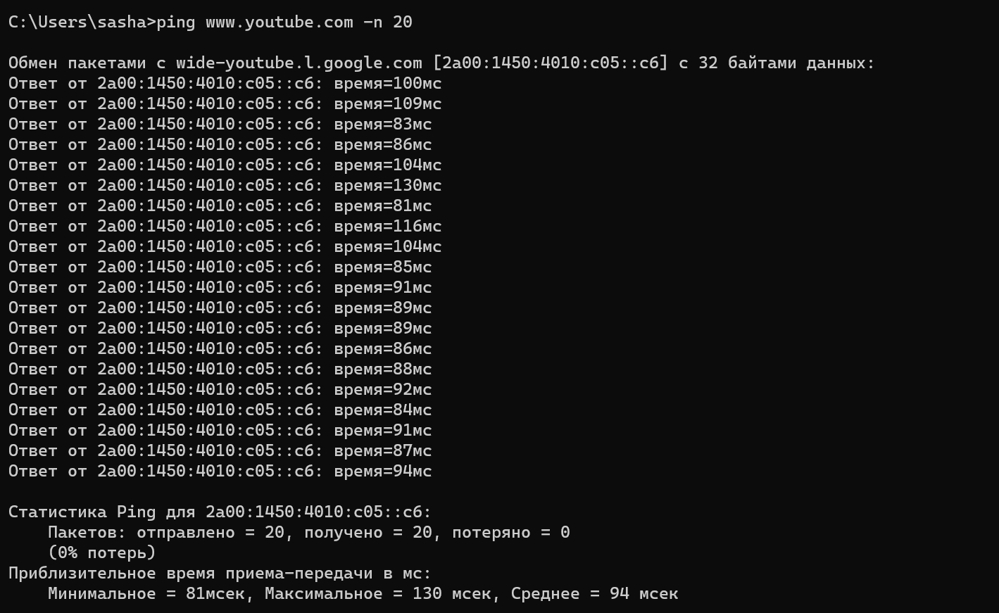 C:\Users\sasha>ping www.youtube.com -n 20
Обмен пакетами с wide-youtube.l.google.com [2a00:1450:4010:c05::c6] с 32 байтами данных:
Ответ от 2a00:1450:4010:c05::c6: время=100мс
Ответ от 2a00:1450:4010:c05::c6: время=109мс
Ответ от 2a00:1450:4010:c05::c6: время=83мс
Ответ от 2a00:1450:4010:c05::c6: время=86мс
Ответ от 2a00:1450:4010:c05::c6: время=104мс
Ответ от 2a00:1450:4010:c05::c6: время=130мс
Ответ от 2a00:1450:4010:c05::c6: время=81мс
Ответ от 2a00:1450:4010:c05::c6: время=116мс
Ответ от 2a00:1450:4010:c05::c6: время=104мс
Ответ от 2a00:1450:4010:c05::c6: время=85мс
Ответ от 2a00:1450:4010:c05::c6: время=91мс
Ответ от 2a00:1450:4010:c05::c6: время=89мс
Ответ от 2a00:1450:4010:c05::c6: время=89мс
Ответ от 2a00:1450:4010:c05::c6: время=86мс
Ответ от 2a00:1450:4010:c05::c6: время=88мс
Ответ от 2a00:1450:4010:c05::c6: время=92мс
Ответ от 2a00:1450:4010:c05::c6: время=84мс
Ответ от 2a00:1450:4010:c05::c6: время=91мс
Ответ от 2a00:1450:4010:c05::c6: время=87мс
Ответ от 2a00:1450:4010:c05::c6: время=94мс
Статистика Ping для 2a00:1450:4010:c05::c6:
Пакетов: отправлено = 20, получено = 20, потеряно = 0
(0% потерь)
Приблизительное время приема-передачи в мс:
Минимальное = 81мсек, Максимальное = 130 мсек, Среднее = 94 мсек